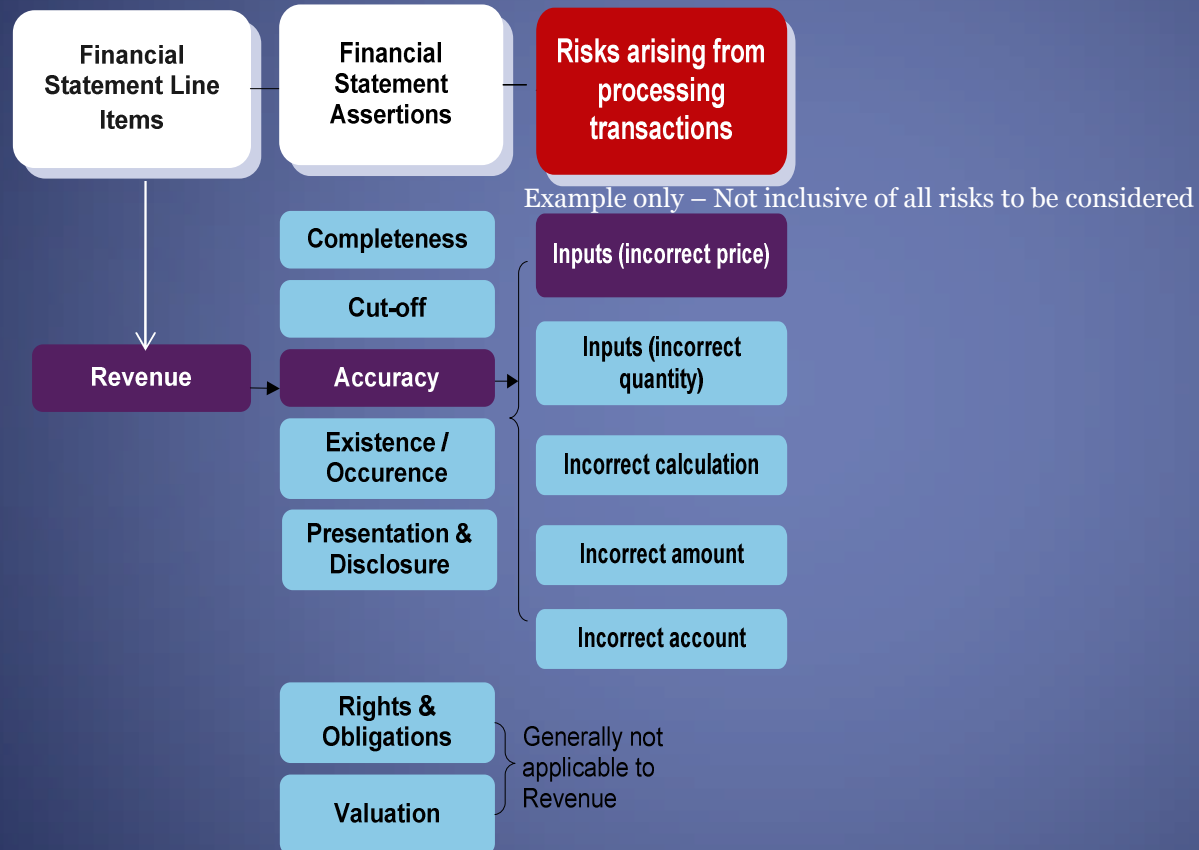 Financial
Statement Line
Items
Financial
Statement
Assertions
Risks arising from
processing
transactions
Example only – Not inclusive of all risks to be considered
Completeness
Cut-off
Revenue
Accuracy
Existence /
Occurence
Presentation &
Disclosure
Inputs (incorrect price)
Inputs (incorrect
quantity)
Incorrect calculation
Incorrect amount
Incorrect account
Rights &
Obligations
Valuation
Generally not
applicable to
Revenue